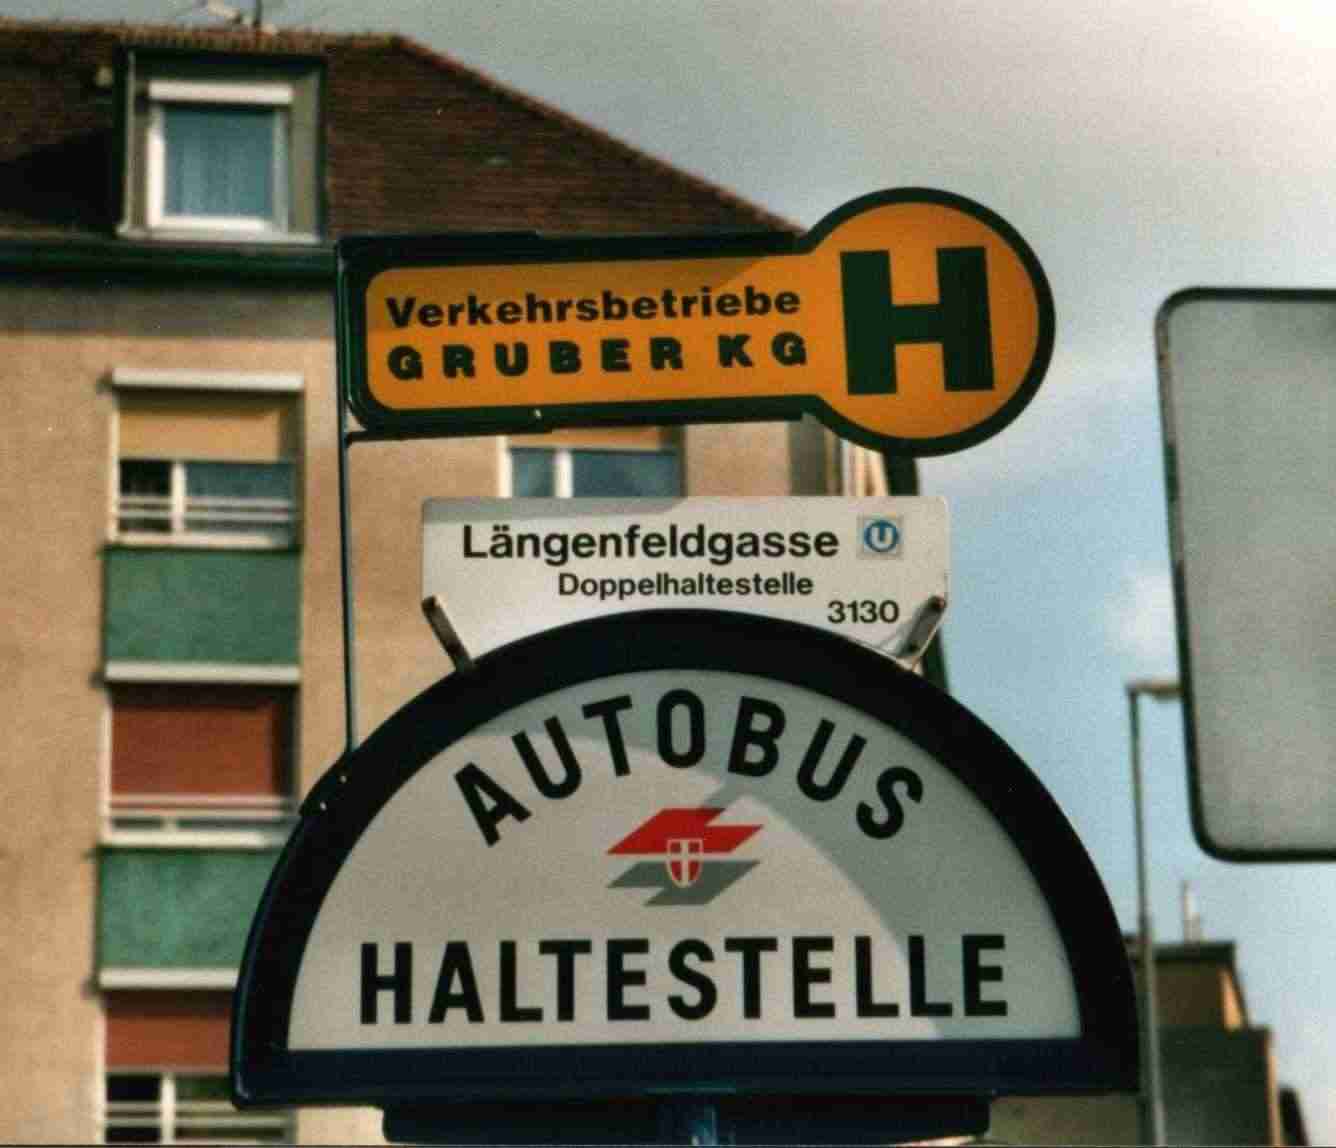 Verkehrsbetriebe
GRUBER KG
H
Längenfeldgasse U
Doppelhaltestelle
3130
AUTOBUS
HALTESTELLE